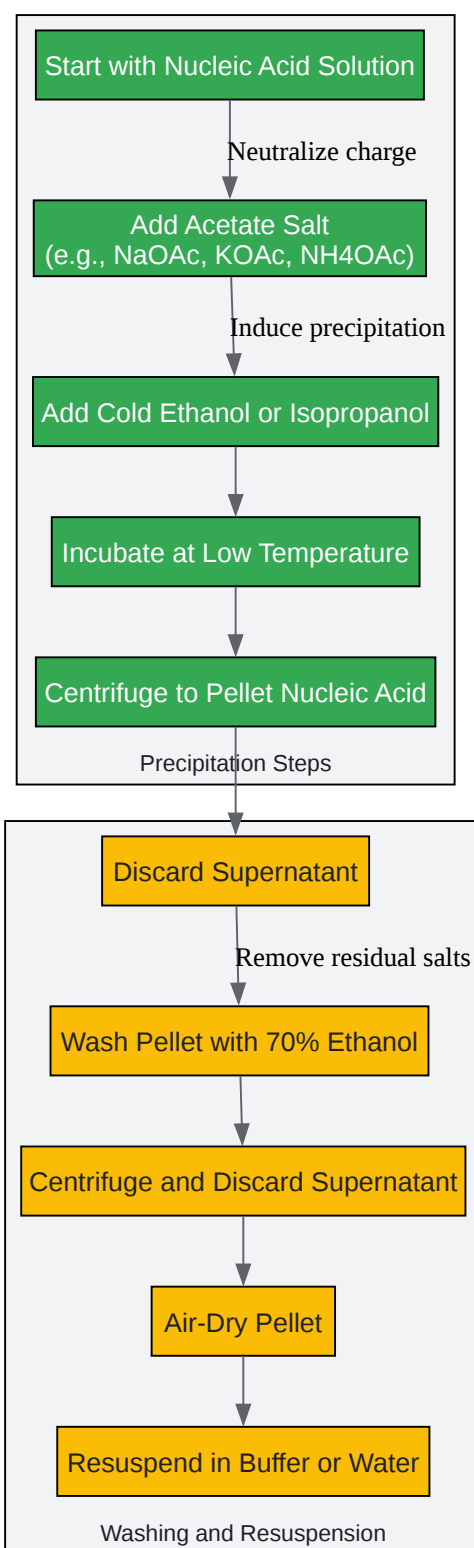 Start with Nucleic Acid Solution
Neutralize charge
Add Acetate Salt
(e.g., NaOAc, KOAc, NH4OAc)
Induce precipitation
Add Cold Ethanol or Isopropanol
Incubate at Low Temperature
Centrifuge to Pellet Nucleic Acid
Precipitation Steps
Discard Supernatant
Remove residual salts
Wash Pellet with 70% Ethanol
Centrifuge and Discard Supernatant
Air-Dry Pellet
Resuspend in Buffer or Water
Washing and Resuspension